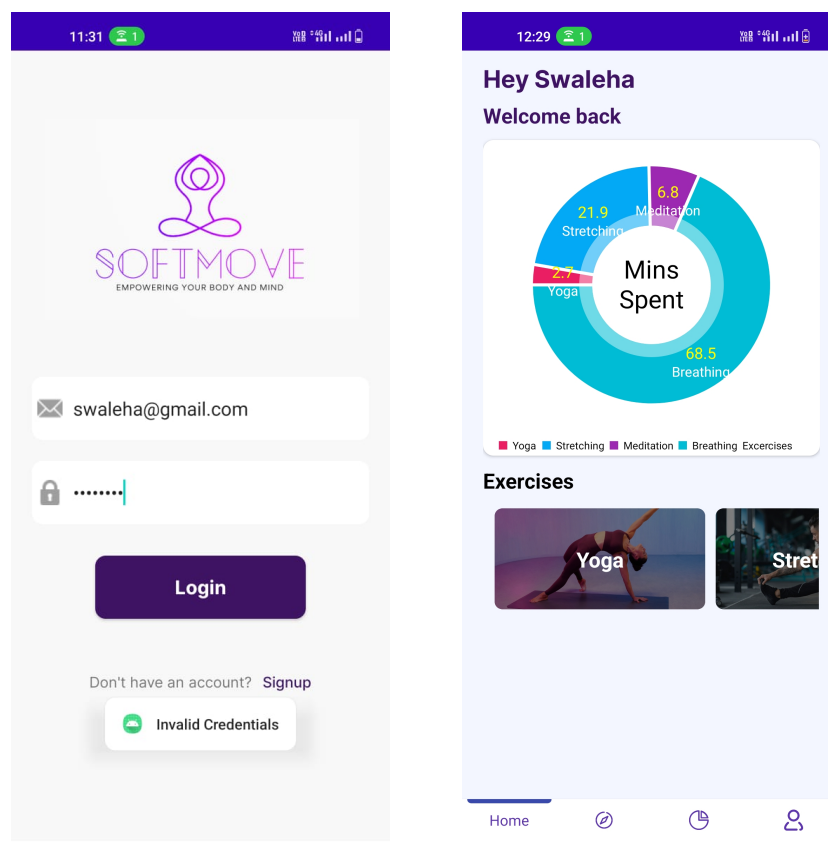 11:31 1
SOFTMOVE
EMPOWERING YOUR BODY AND MIND
swaleha@gmail.com
Login
Don't have an account? Signup
Invalid Credentials
12:29 1
Hey Swaleha
Welcome back
6.8
Meditation
21.9
Stretching
Mins
Spent
2.7
Yoga
68.5
Breathing
Yoga Stretching Meditation Breathing Excercises
Exercises
Yoga
Stret
Home